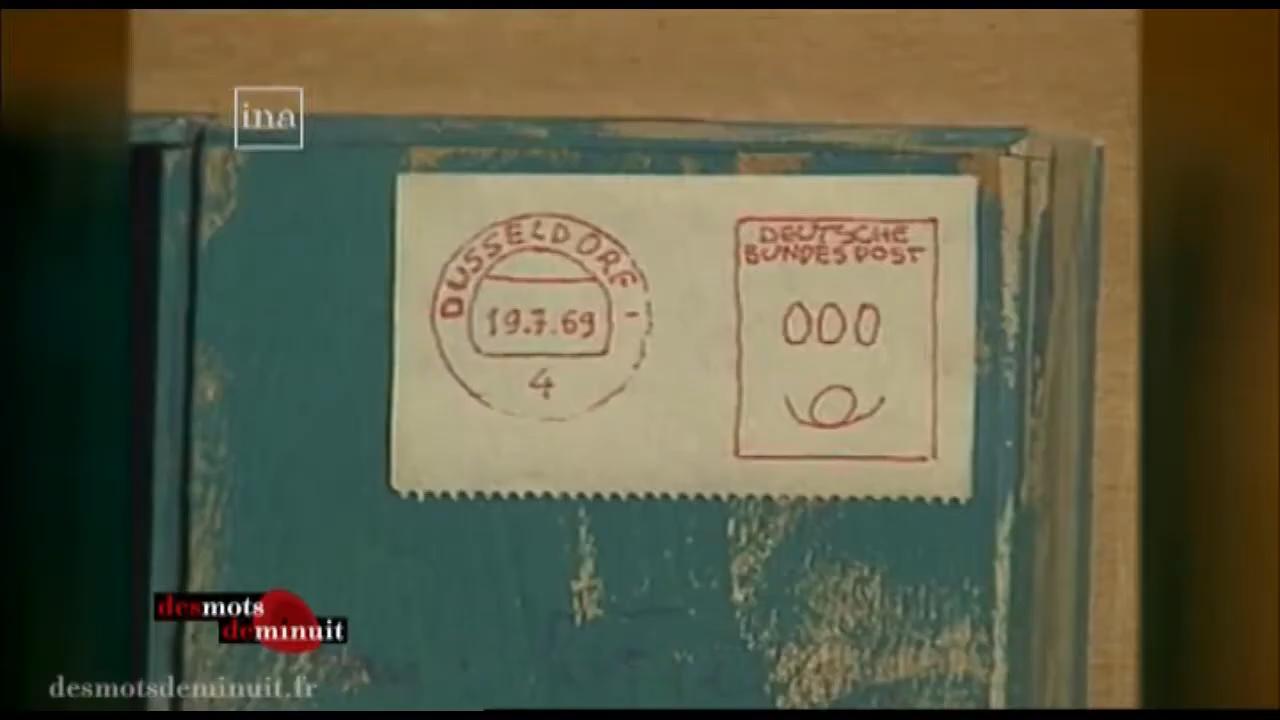 ina
DUSSELDORF -
19.7.69
4
DEUTSCHE
BUNDESPOST
000
desmots
deminuit
desmotsdeminuit.fr